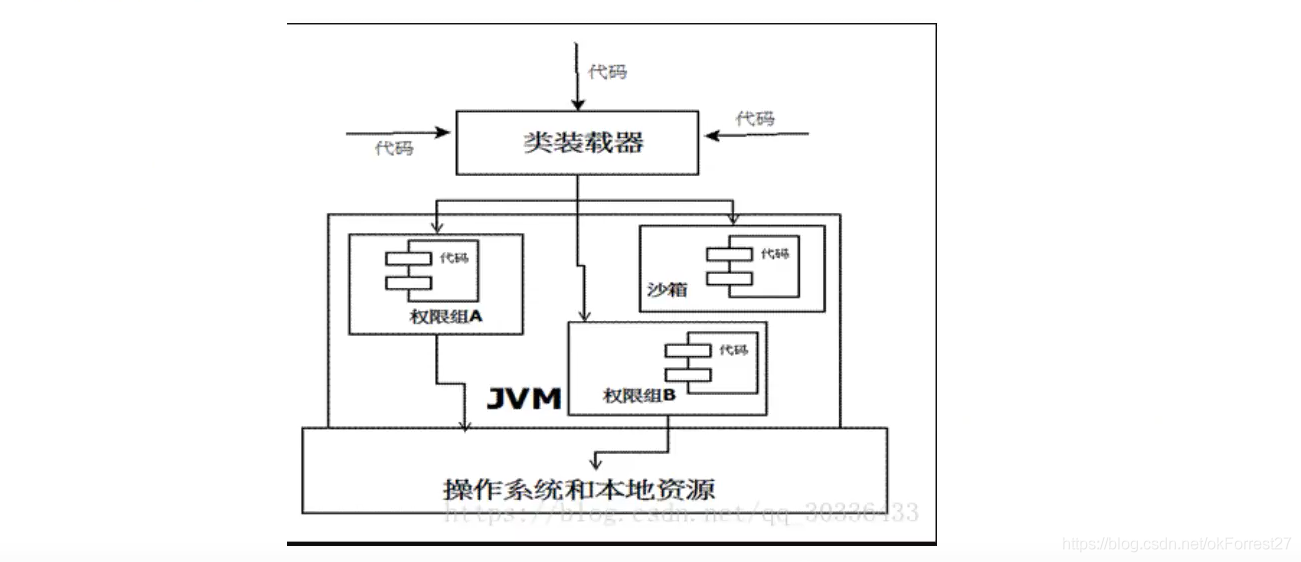 代码
代码
代码
类装载器
代码
代码
沙箱
权限组A
代码
JVM
权限组B
操作系统和本地资源
https://blog.csdn.net/qq_30336433
https://blog.csdn.net/okForrest27